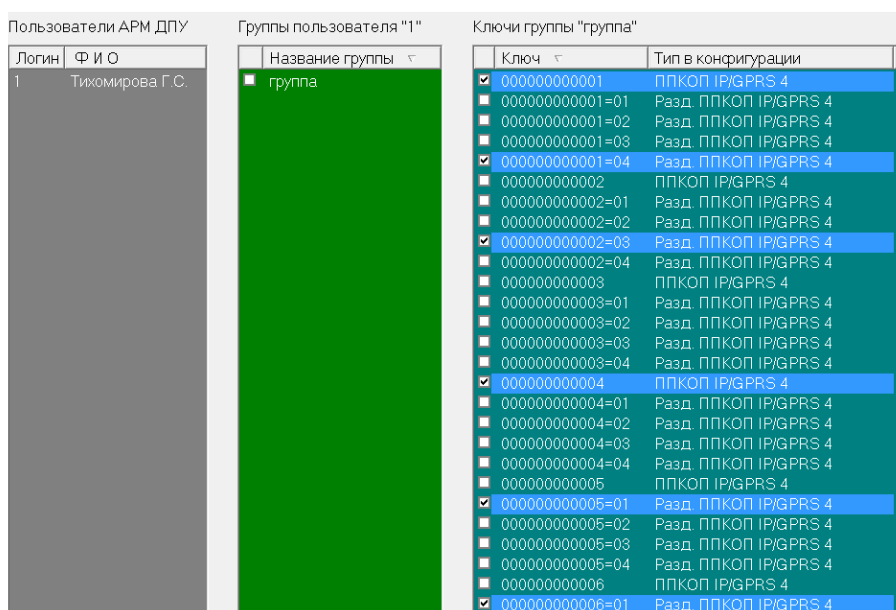 Пользователи АРМ ДПУ
Группы пользователя "1"
Ключи группы "группа"
Логин Ф И О
Название группы
Ключ Тип в конфигурации
1 Тихомирова Г.С.
группа
000000000001 ППКОП IP/GPRS 4
000000000001=01 Разд. ППКОП IP/GPRS 4
000000000001=02 Разд. ППКОП IP/GPRS 4
000000000001=03 Разд. ППКОП IP/GPRS 4
000000000001=04 Разд. ППКОП IP/GPRS 4
000000000002 ППКОП IP/GPRS 4
000000000002=01 Разд. ППКОП IP/GPRS 4
000000000002=02 Разд. ППКОП IP/GPRS 4
000000000002=03 Разд. ППКОП IP/GPRS 4
000000000002=04 Разд. ППКОП IP/GPRS 4
000000000003 ППКОП IP/GPRS 4
000000000003=01 Разд. ППКОП IP/GPRS 4
000000000003=02 Разд. ППКОП IP/GPRS 4
000000000003=03 Разд. ППКОП IP/GPRS 4
000000000003=04 Разд. ППКОП IP/GPRS 4
000000000004 ППКОП IP/GPRS 4
000000000004=01 Разд. ППКОП IP/GPRS 4
000000000004=02 Разд. ППКОП IP/GPRS 4
000000000004=03 Разд. ППКОП IP/GPRS 4
000000000004=04 Разд. ППКОП IP/GPRS 4
000000000005 ППКОП IP/GPRS 4
000000000005=01 Разд. ППКОП IP/GPRS 4
000000000005=02 Разд. ППКОП IP/GPRS 4
000000000005=03 Разд. ППКОП IP/GPRS 4
000000000005=04 Разд. ППКОП IP/GPRS 4
000000000006 ППКОП IP/GPRS 4
000000000006=01 Разд. ППКОП IP/GPRS 4